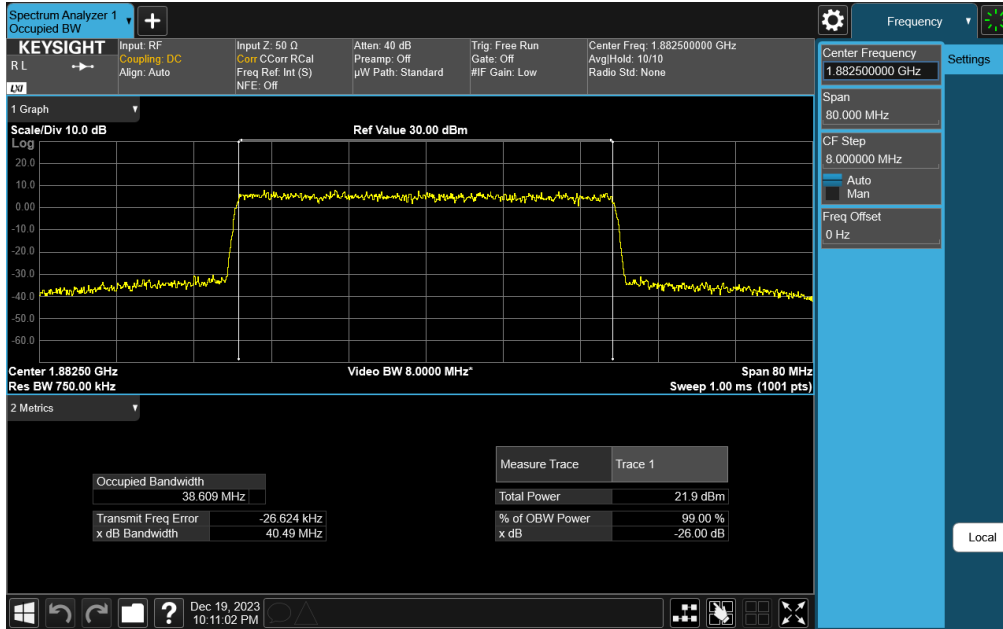 Spectrum Analyzer 1
Occupied BW
Frequency
KEYSIGHT
R L
LXI
Input: RF
Coupling: DC
Align: Auto
Input Z: 50 Ω
Corr CCorr RCal
Freq Ref: Int (S)
NFE: Off
Atten: 40 dB
Preamp: Off
µW Path: Standard
Trig: Free Run
Gate: Off
#IF Gain: Low
Center Freq: 1.882500000 GHz
Avg|Hold: 10/10
Radio Std: None
Center Frequency
1.882500000 GHz
Settings
Span
80.000 MHz
CF Step
8.000000 MHz
Auto
Man
Freq Offset
0 Hz
Local
1 Graph
Scale/Div 10.0 dB
Ref Value 30.00 dBm
Log
20.0
10.0
0.00
-10.0
-20.0
-30.0
-40.0
-50.0
-60.0
Center 1.88250 GHz
Video BW 8.0000 MHz*
Span 80 MHz
Res BW 750.00 kHz
Sweep 1.00 ms (1001 pts)
2 Metrics
Occupied Bandwidth
38.609 MHz
Transmit Freq Error -26.624 kHz
x dB Bandwidth 40.49 MHz
Measure Trace Trace 1
Total Power 21.9 dBm
% of OBW Power 99.00 %
x dB -26.00 dB
?
Dec 19, 2023
10:11:02 PM